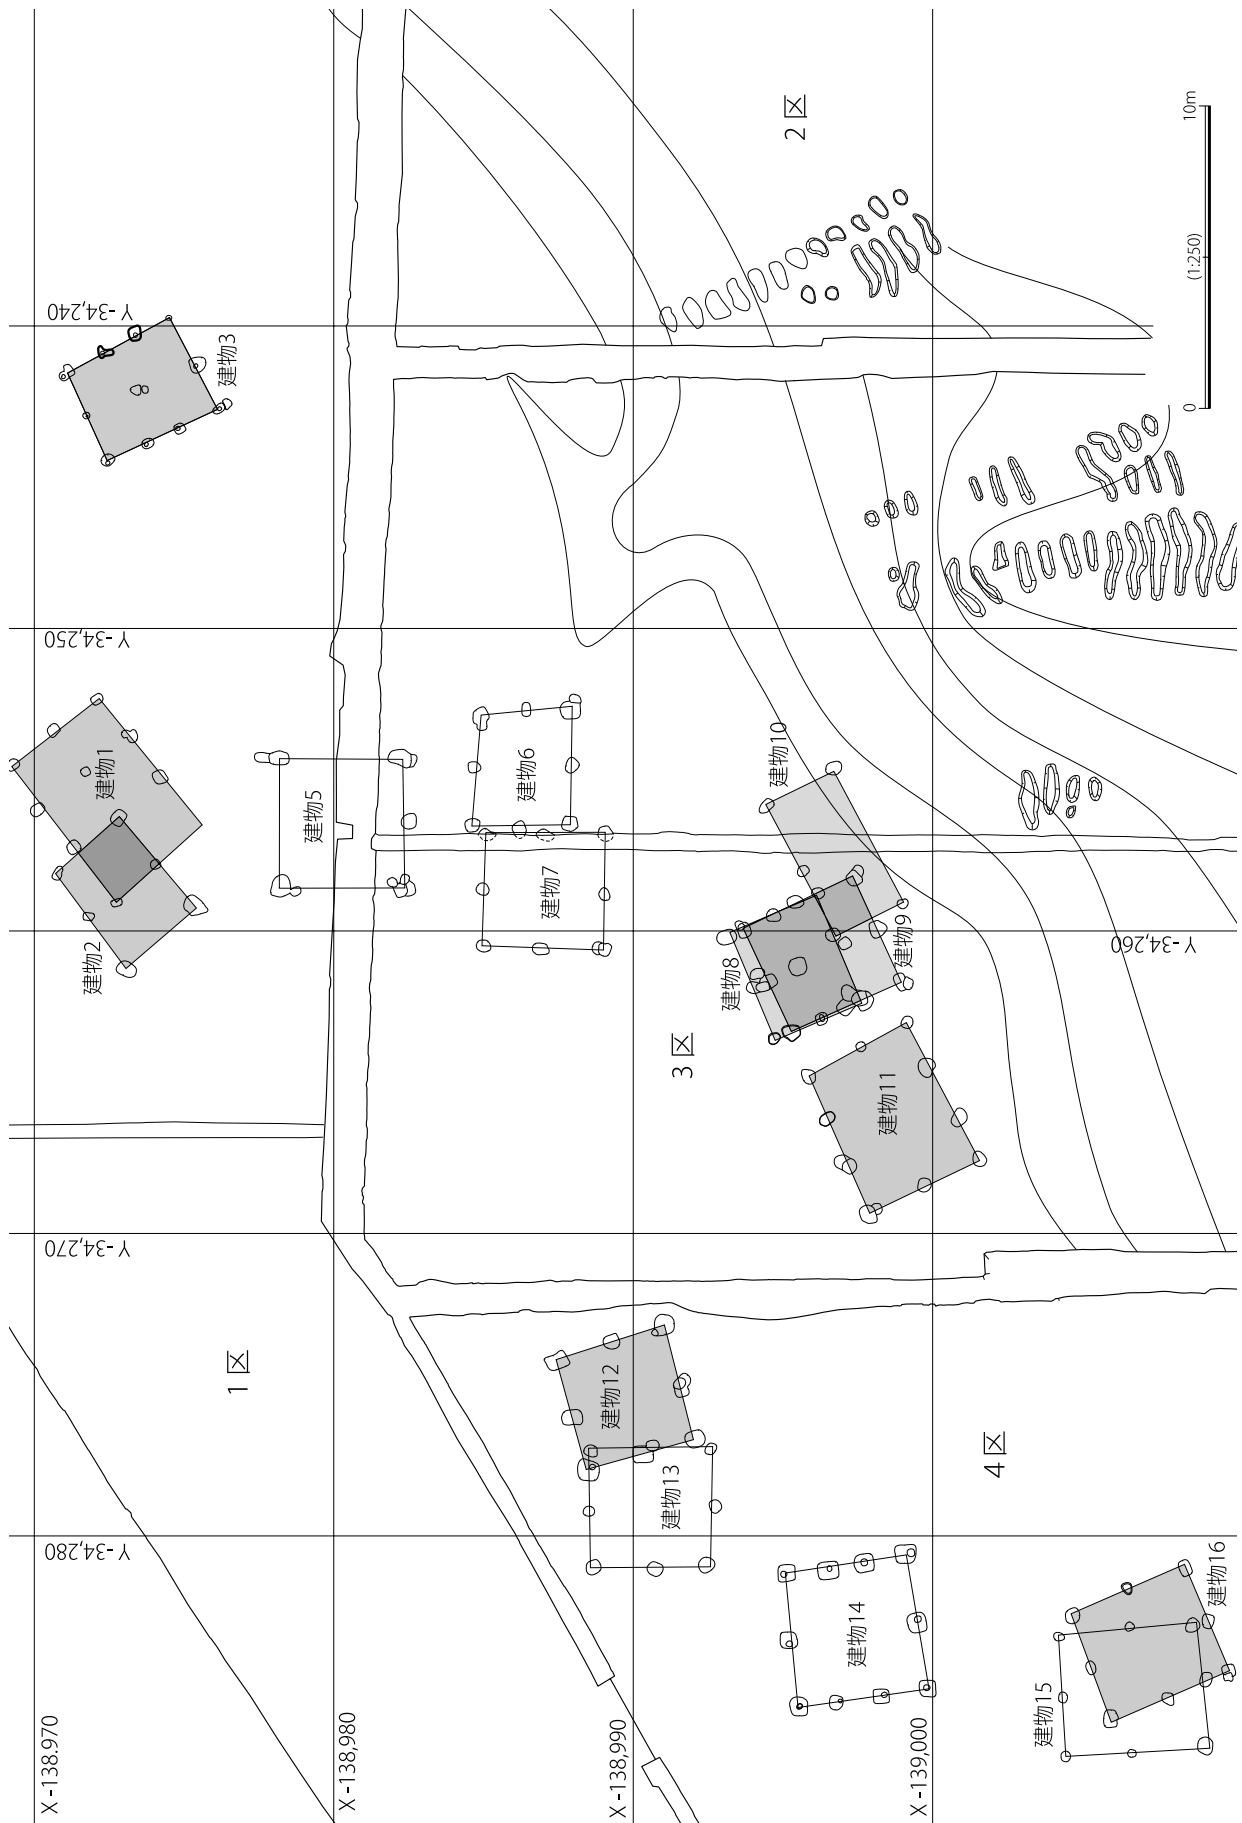 X -138.970
X -138,980
X -138,990
X -139,000
Y -34,240
Y -34,250
Y -34,260
Y -34,270
Y -34,280
1 区
2 区
3 区
4 区
建物1
建物2
建物3
建物5
建物6
建物7
建物8
建物9
建物10
建物11
建物12
建物13
建物14
建物15
建物16
0
(1:250)
10m